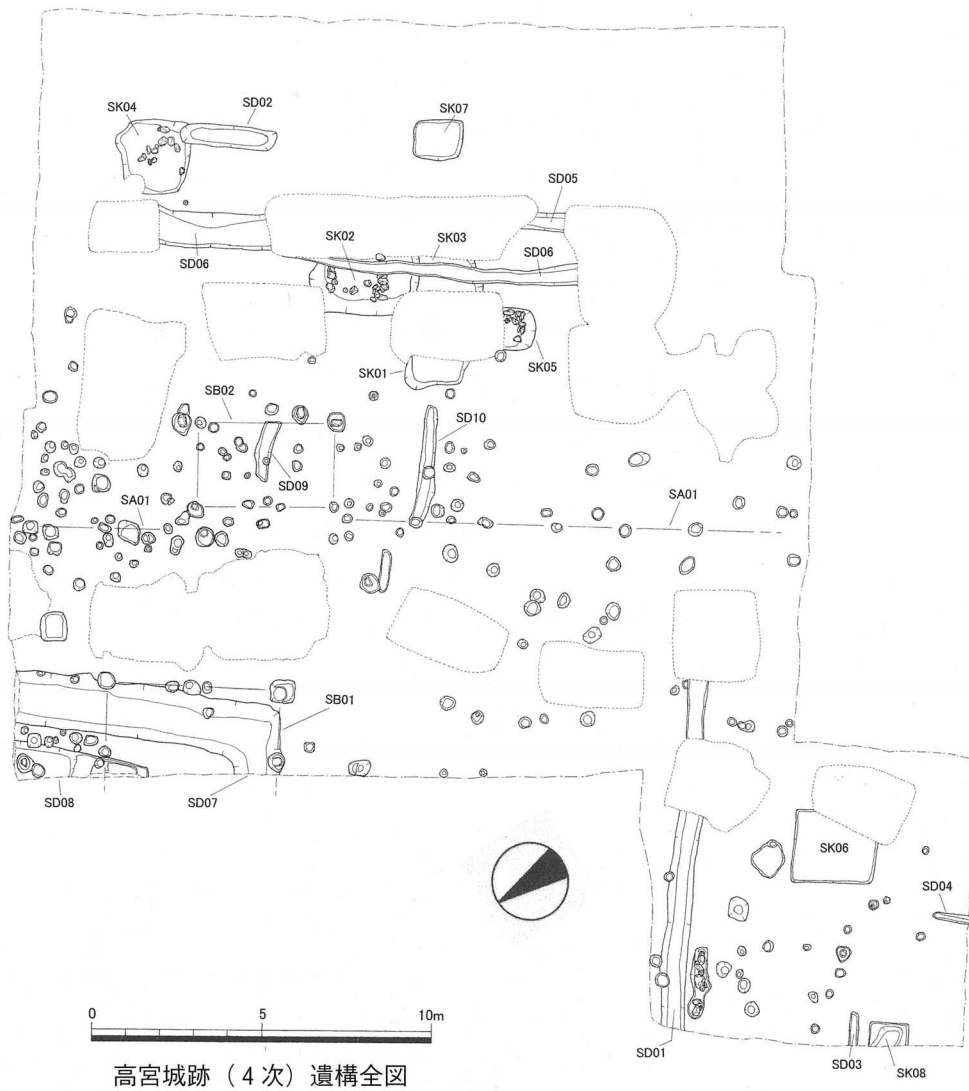 SK04
SD02
SK07
SD05
SD06
SK02
SK03
SD06
SK05
SK01
SB02
SD10
SD09
SA01
SA01
SB01
SD08
SD07
SK06
SD04
SD01
SD03
SK08
0 5 10m
高宮城跡（4次）遺構全図